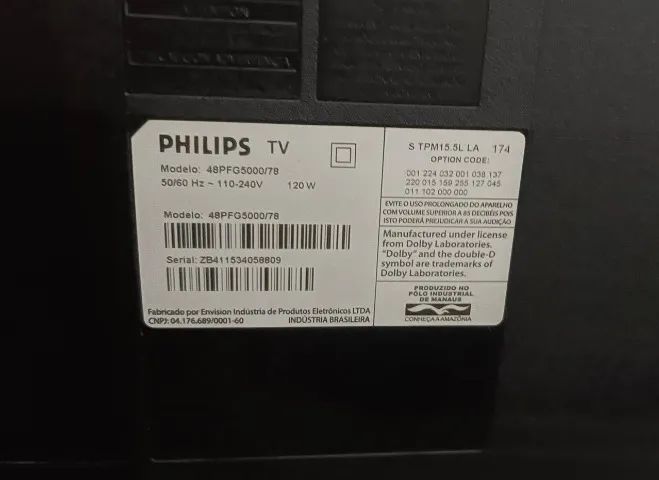 PHILIPS TV
Modelo: 48PFG5000/78
50/60 Hz ~ 110-240V 120 W
Modelo: 48PFG5000/78
Serial: ZB411534058809
Fabricado por Envision Indústria de Produtos Eletrônicos LTDA
CNPJ: 04.176.689/0001-60 INDÚSTRIA BRASILEIRA
S TPM15.5L LA 174
OPTION CODE:
001 224 032 001 038 137
220 015 159 255 127 045
011 102 000 000
EVITE O USO PROLONGADO DO APARELHO
COM VOLUME SUPERIOR A 85 DECIBÉIS POIS
ISTO PODERÁ PREJUDICAR A SUA AUDIÇÃO
Manufactured under license
from Dolby Laboratories.
"Dolby" and the double-D
symbol are trademarks of
Dolby Laboratories.
PRODUZIDO NO
PÓLO INDUSTRIAL
DE MANAUS
CONHEÇA A AMAZÔNIA